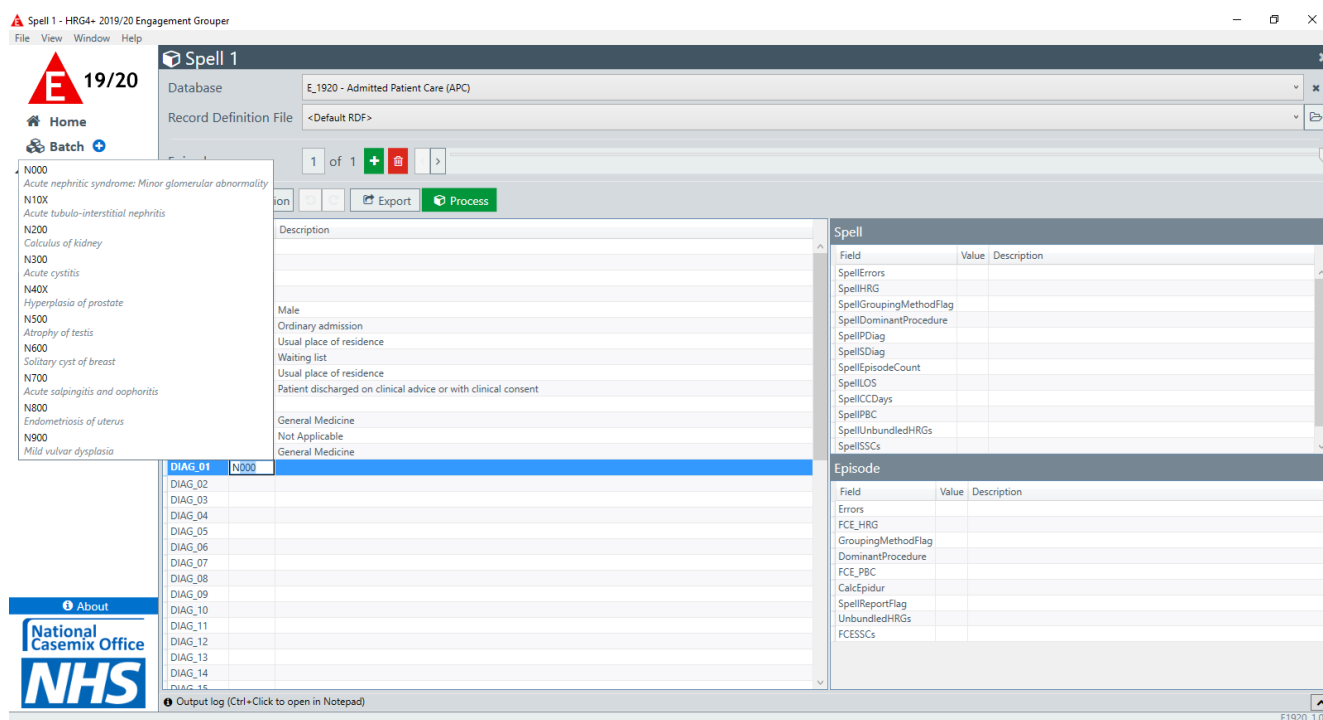 Spell 1 - HRG4+ 2019/20 Engagement Grouper
File View Window Help
E 19/20
Home
Batch
Spell 1
Database E_1920 - Admitted Patient Care (APC)
Record Definition File <Default RDF>
1 of 1
Export Process
N000
Acute nephritic syndrome: Minor glomerular abnormality
N10X
Acute tubulo-interstitial nephritis
N200
Calculus of kidney
N300
Acute cystitis
N40X
Hyperplasia of prostate
N500
Atrophy of testis
N600
Solitary cyst of breast
N700
Acute salpingitis and oophoritis
N800
Endometriosis of uterus
N900
Mild vulvar dysplasia
Description
Male
Ordinary admission
Usual place of residence
Waiting list
Usual place of residence
Patient discharged on clinical advice or with clinical consent
General Medicine
Not Applicable
General Medicine
DIAG_01 N000
DIAG_02
DIAG_03
DIAG_04
DIAG_05
DIAG_06
DIAG_07
DIAG_08
DIAG_09
DIAG_10
DIAG_11
DIAG_12
DIAG_13
DIAG_14
DIAG_15
Spell
Field Value Description
SpellErrors
SpellHRG
SpellGroupingMethodFlag
SpellDominantProcedure
SpellPDiag
SpellSDiag
SpellEpisodeCount
SpellLOS
SpellCCDays
SpellPBC
SpellUnbundledHRGs
SpellSSCs
Episode
Field Value Description
Errors
FCE_HRG
GroupingMethodFlag
DominantProcedure
FCE_PBC
CalcEpidur
SpellReportFlag
UnbundledHRGs
FCESSCs
About
National
Casemix Office
NHS
Output log (Ctrl+Click to open in Notepad)